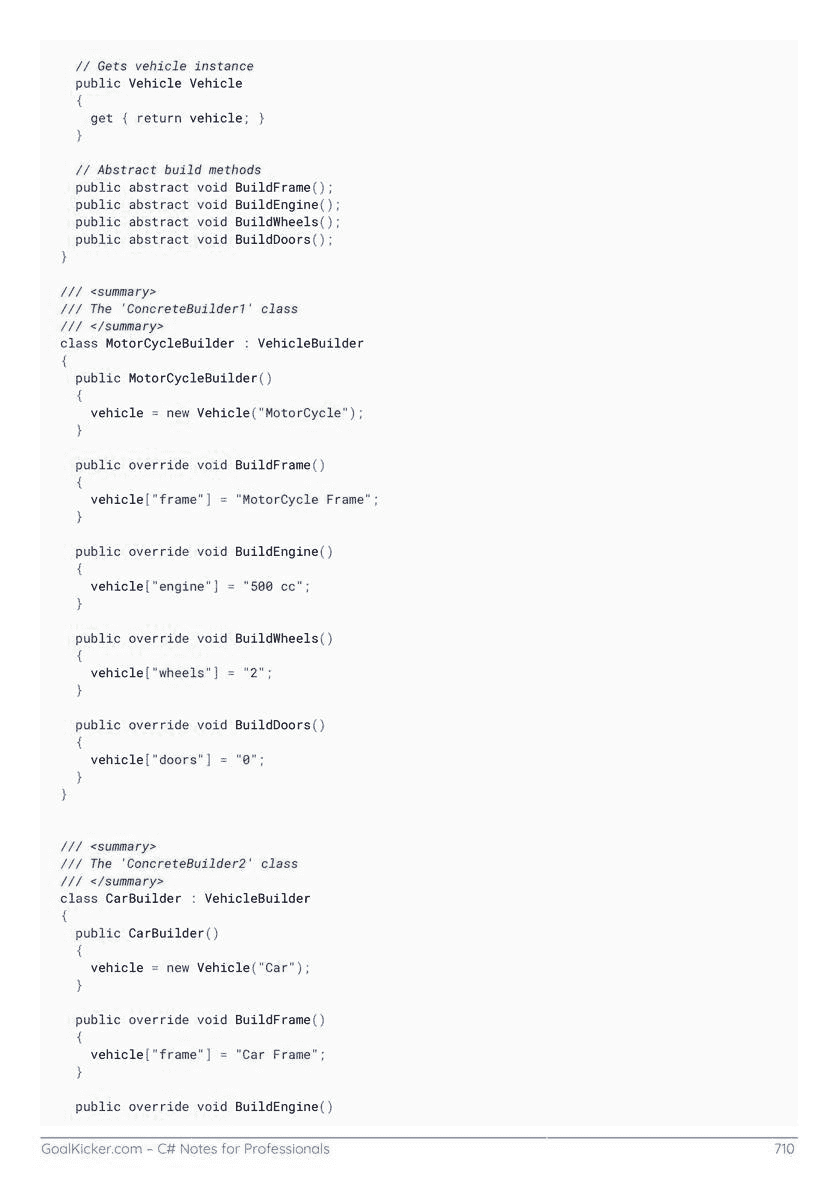 // Gets vehicle instance
public Vehicle Vehicle
{
get { return vehicle; }
}
// Abstract build methods
public abstract void BuildFrame();
public abstract void BuildEngine();
public abstract void BuildWheels();
public abstract void BuildDoors();
}
/// <summary>
/// The 'ConcreteBuilder1' class
/// </summary>
class MotorCycleBuilder : VehicleBuilder
{
public MotorCycleBuilder()
{
vehicle = new Vehicle("MotorCycle");
}
public override void BuildFrame()
{
vehicle["frame"] = "MotorCycle Frame";
}
public override void BuildEngine()
{
vehicle["engine"] = "500 cc";
}
public override void BuildWheels()
{
vehicle["wheels"] = "2";
}
public override void BuildDoors()
{
vehicle["doors"] = "0";
}
}
/// <summary>
/// The 'ConcreteBuilder2' class
/// </summary>
class CarBuilder : VehicleBuilder
{
public CarBuilder()
{
vehicle = new Vehicle("Car");
}
public override void BuildFrame()
{
vehicle["frame"] = "Car Frame";
}
public override void BuildEngine()
GoalKicker.com – C# Notes for Professionals 710